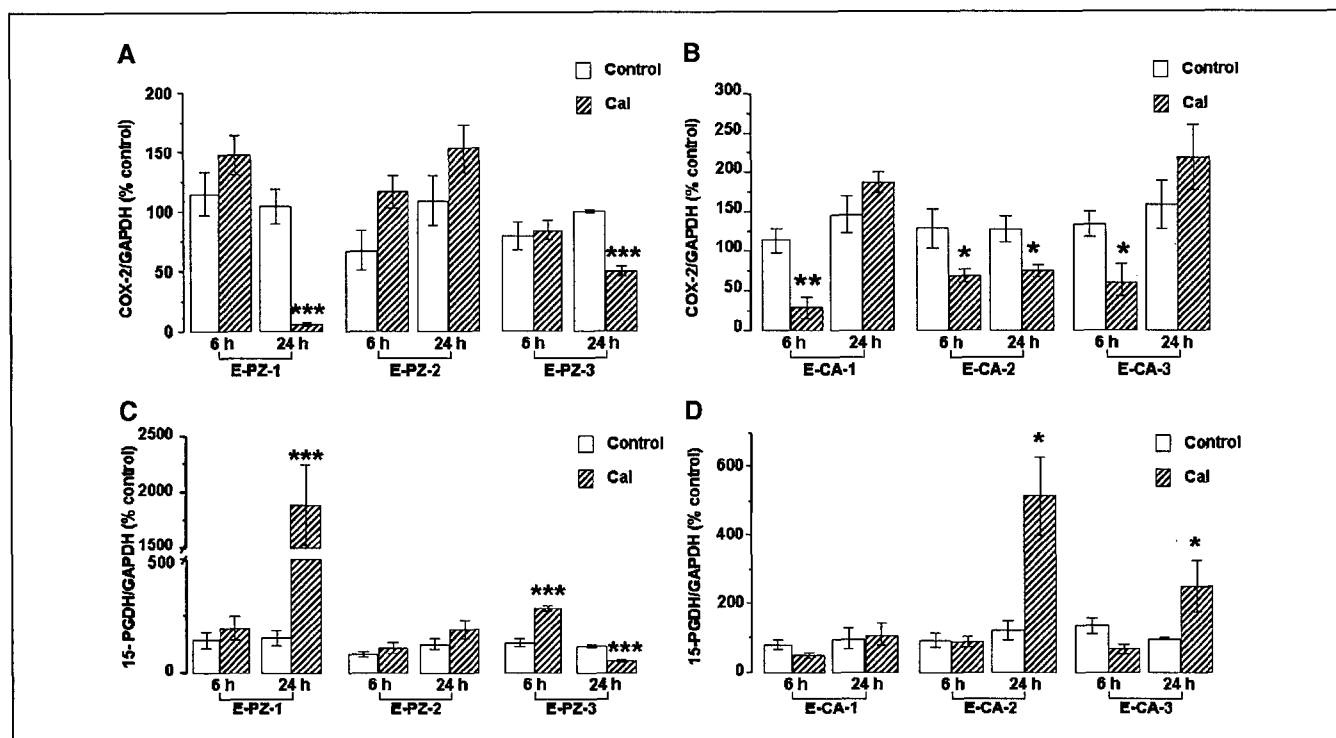 A
Control
Cal
COX-2/GAPDH (% control)
200
150
100
50
0
***
***
6 h
24 h
6 h
24 h
6 h
24 h
E-PZ-1
E-PZ-2
E-PZ-3
B
Control
Cal
COX-2/GAPDH (% control)
300
250
200
150
100
50
0
**
*
*
*
6 h
24 h
6 h
24 h
6 h
24 h
E-CA-1
E-CA-2
E-CA-3
C
Control
Cal
15-PGDH/GAPDH (% control)
2500
2000
1500
500
0
***
***
***
6 h
24 h
6 h
24 h
6 h
24 h
E-PZ-1
E-PZ-2
E-PZ-3
D
Control
Cal
15-PGDH/GAPDH (% control)
600
400
200
0
*
*
6 h
24 h
6 h
24 h
6 h
24 h
E-CA-1
E-CA-2
E-CA-3